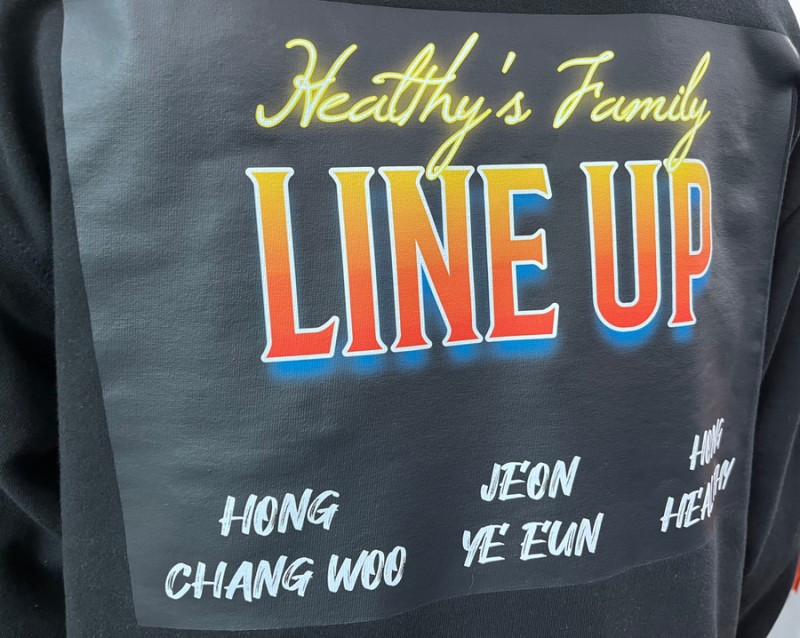 Healthy's Family
LINE UP
HONG
CHANG WOO
JEON
YE EUN
HONG
HEALTHY